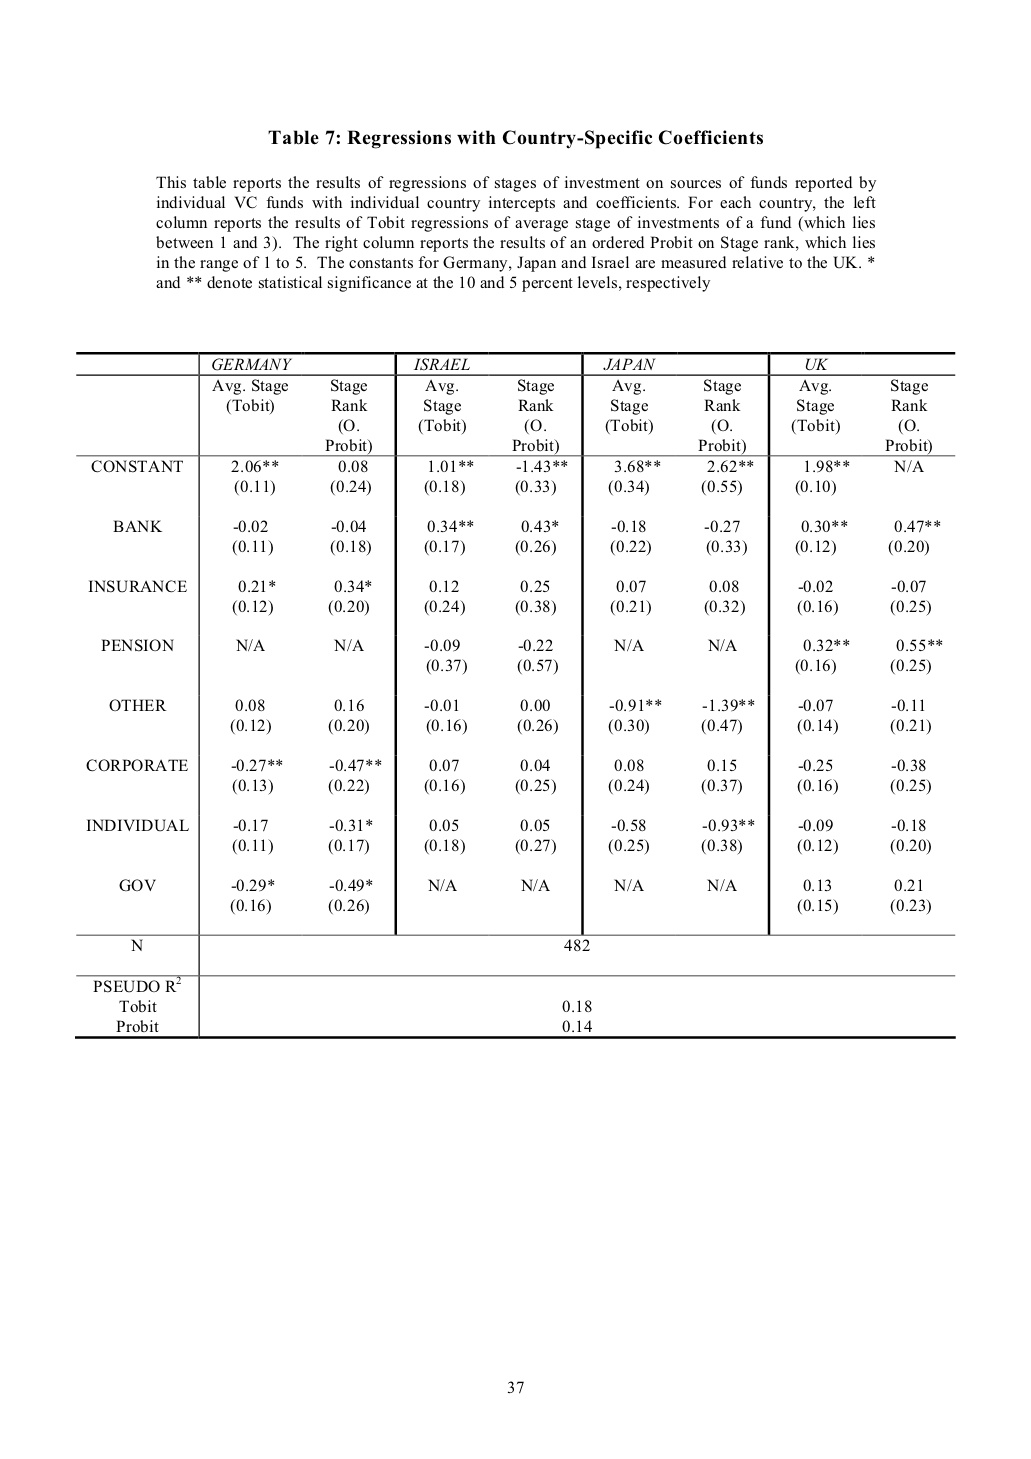 Table 7: Regressions with Country-Specific Coefficients
This table reports the results of regressions of stages of investment on sources of funds reported by
individual VC funds with individual country intercepts and coefficients. For each country, the left
column reports the results of Tobit regressions of average stage of investments of a fund (which lies
between 1 and 3). The right column reports the results of an ordered Probit on Stage rank, which lies
in the range of 1 to 5. The constants for Germany, Japan and Israel are measured relative to the UK. *
and ** denote statistical significance at the 10 and 5 percent levels, respectively
GERMANY ISRAEL JAPAN UK
Avg. Stage Stage Avg. Stage Avg. Stage Avg. Stage
(Tobit) Rank Stage Rank Stage Rank Stage Rank
(O. (Tobit) (O. (Tobit) (O. (Tobit) (O.
Probit) Probit) Probit) Probit)
CONSTANT 2.06** 0.08 1.01** -1.43** 3.68** 2.62** 1.98** N/A
(0.11) (0.24) (0.18) (0.33) (0.34) (0.55) (0.10)
BANK -0.02 -0.04 0.34** 0.43* -0.18 -0.27 0.30** 0.47**
(0.11) (0.18) (0.17) (0.26) (0.22) (0.33) (0.12) (0.20)
INSURANCE 0.21* 0.34* 0.12 0.25 0.07 0.08 -0.02 -0.07
(0.12) (0.20) (0.24) (0.38) (0.21) (0.32) (0.16) (0.25)
PENSION N/A N/A -0.09 -0.22 N/A N/A 0.32** 0.55**
(0.37) (0.57) (0.16) (0.25)
OTHER 0.08 0.16 -0.01 0.00 -0.91** -1.39** -0.07 -0.11
(0.12) (0.20) (0.16) (0.26) (0.30) (0.47) (0.14) (0.21)
CORPORATE -0.27** -0.47** 0.07 0.04 0.08 0.15 -0.25 -0.38
(0.13) (0.22) (0.16) (0.25) (0.24) (0.37) (0.16) (0.25)
INDIVIDUAL -0.17 -0.31* 0.05 0.05 -0.58 -0.93** -0.09 -0.18
(0.11) (0.17) (0.18) (0.27) (0.25) (0.38) (0.12) (0.20)
GOV -0.29* -0.49* N/A N/A N/A N/A 0.13 0.21
(0.16) (0.26) (0.15) (0.23)
N 482
PSEUDO R²
Tobit 0.18
Probit 0.14
37